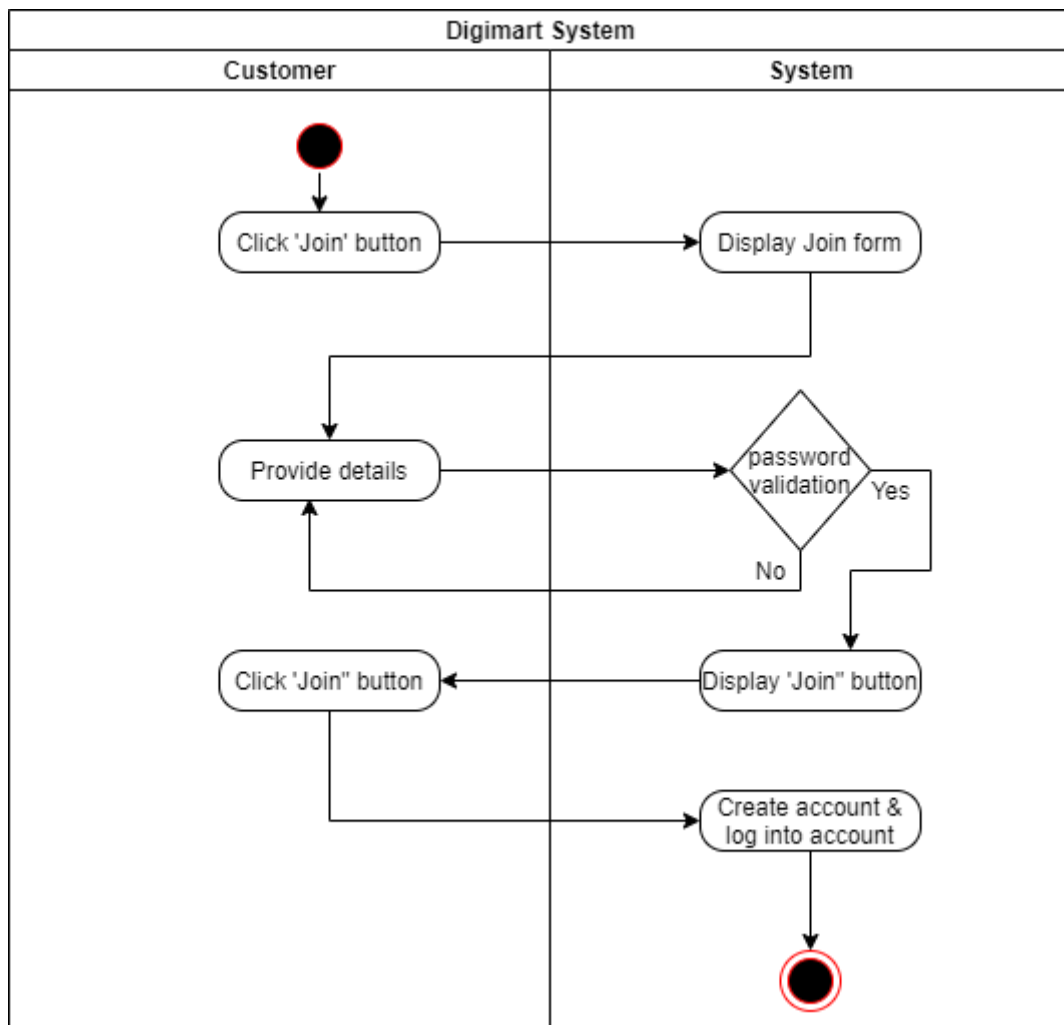 Digimart System
Customer
System
Click 'Join' button
Display Join form
Provide details
password
validation
Yes
No
Click 'Join" button
Display 'Join" button
Create account &
log into account